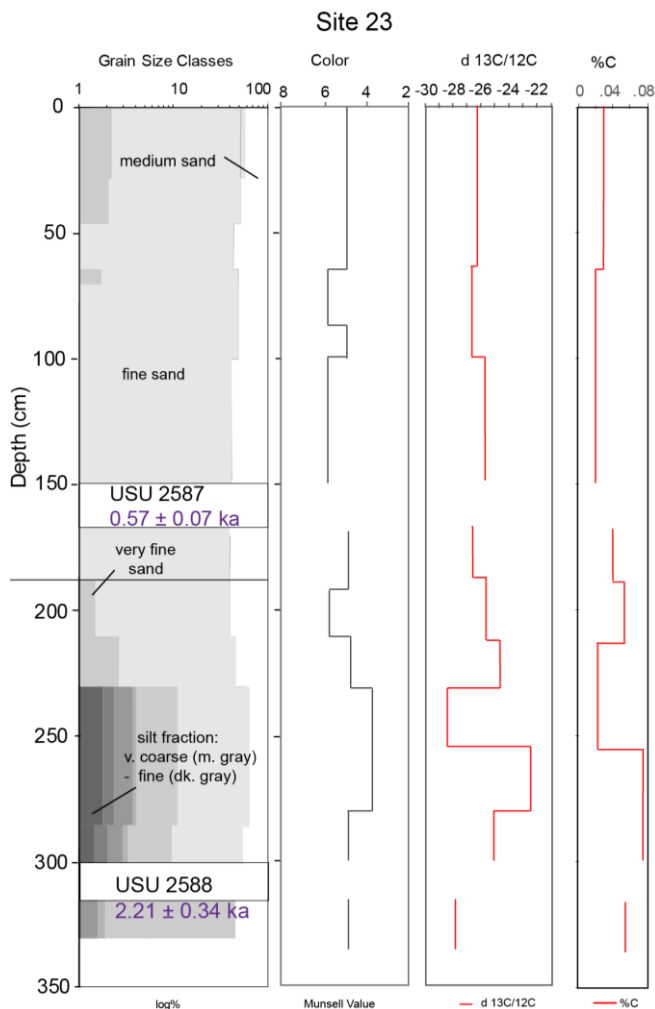 Site 23
Grain Size Classes
Color
d 13C/12C
%C
1 10 100
8 6 4 2
-30 -28 -26 -24 -22
0 .04 .08
Depth (cm)
0
50
100
150
200
250
300
350
medium sand
fine sand
USU 2587
0.57 ± 0.07 ka
very fine
sand
silt fraction:
v. coarse (m. gray)
- fine (dk. gray)
USU 2588
2.21 ± 0.34 ka
log%
Munsell Value
d 13C/12C
%C